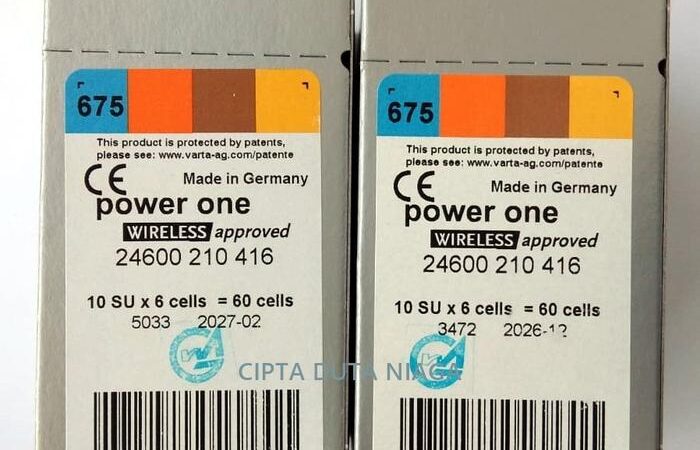 675
This product is protected by patents,
please see: www.varta-ag.com/patente
CE Made in Germany
power one
WIRELESS approved
24600 210 416
10 SU x 6 cells = 60 cells
5033 2027-02
675
This product is protected by patents,
please see: www.varta-ag.com/patente
CE Made in Germany
power one
WIRELESS approved
24600 210 416
10 SU x 6 cells = 60 cells
3472 2026-12
CIPTA DUTA NIAGA